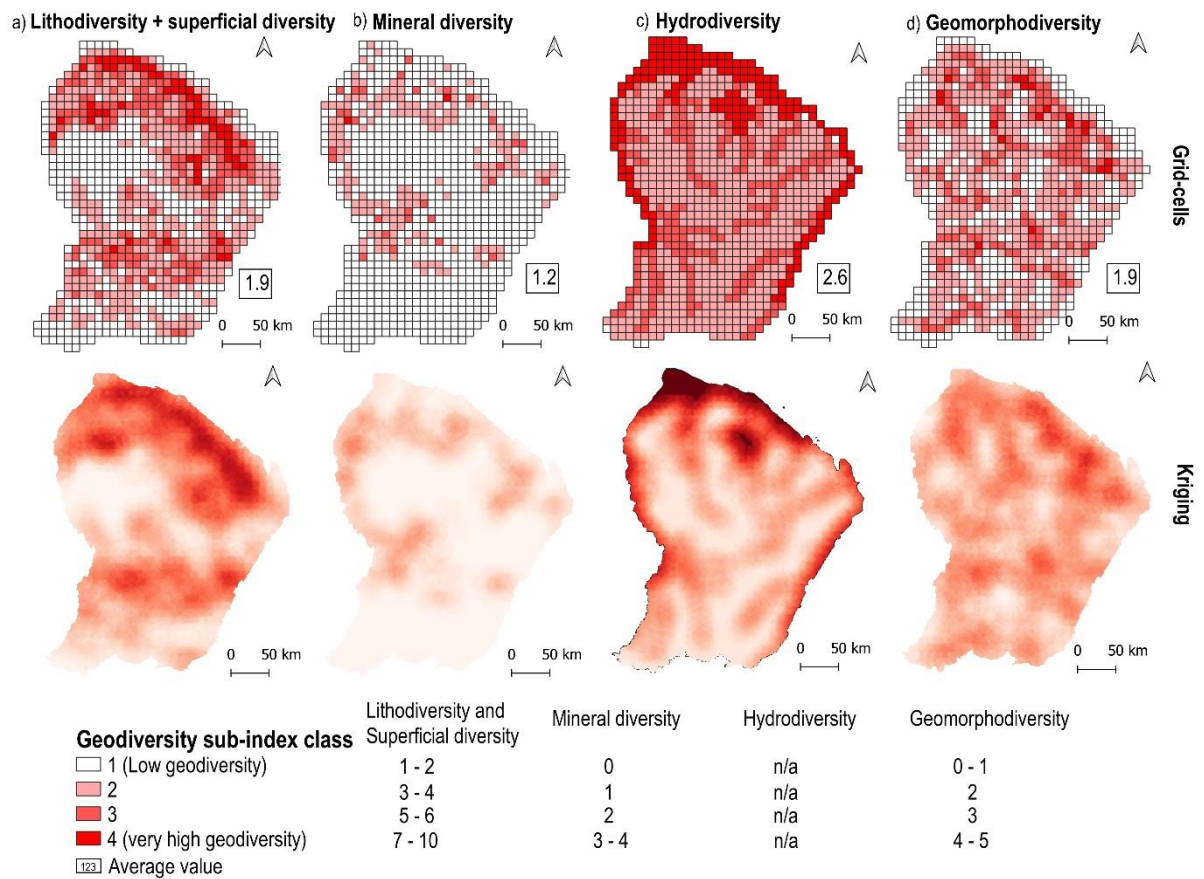 a) Lithodiversity + superficial diversity
b) Mineral diversity
c) Hydrodiversity
d) Geomorphodiversity
Grid-cells
1.9
1.2
2.6
1.9
0 50 km
0 50 km
0 50 km
0 50 km
Kriging
0 50 km
0 50 km
0 50 km
0 50 km
Geodiversity sub-index class
Lithodiversity and
Superficial diversity
Mineral diversity
Hydrodiversity
Geomorphodiversity
1 (Low geodiversity) 1 - 2 0 n/a 0 - 1
2 3 - 4 1 n/a 2
3 5 - 6 2 n/a 3
4 (very high geodiversity) 7 - 10 3 - 4 n/a 4 - 5
123 Average value